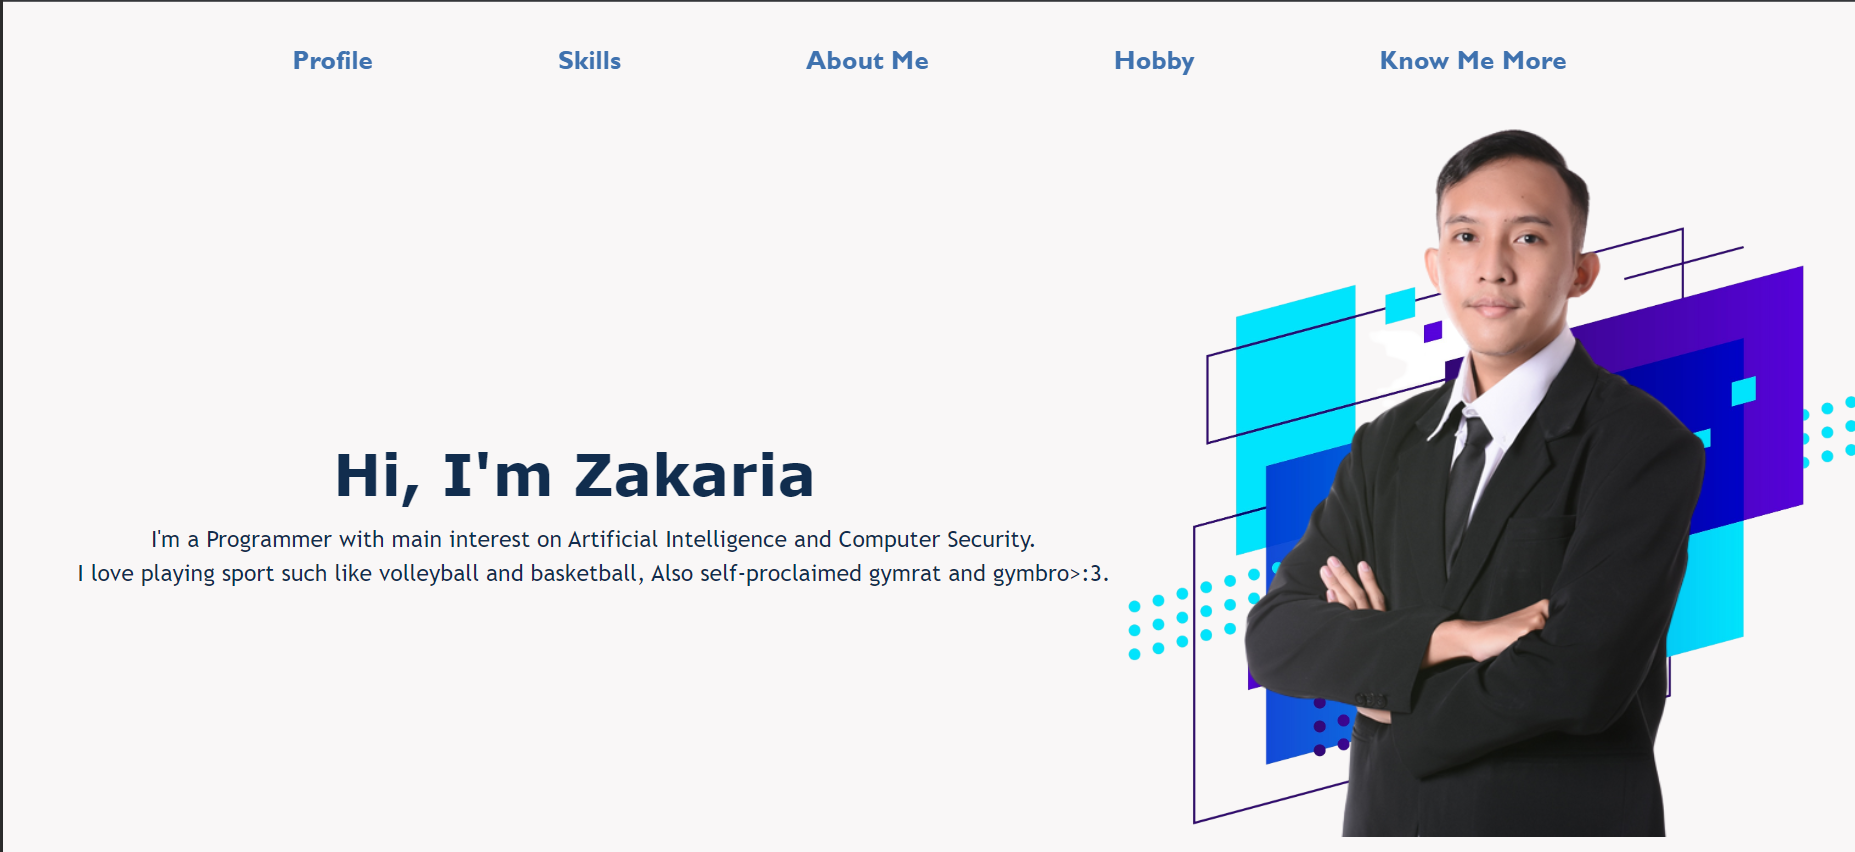 Profile Skills About Me Hobby Know Me More
Hi, I'm Zakaria
I'm a Programmer with main interest on Artificial Intelligence and Computer Security.
I love playing sport such like volleyball and basketball, Also self-proclaimed gymrat and gymbro>:3.